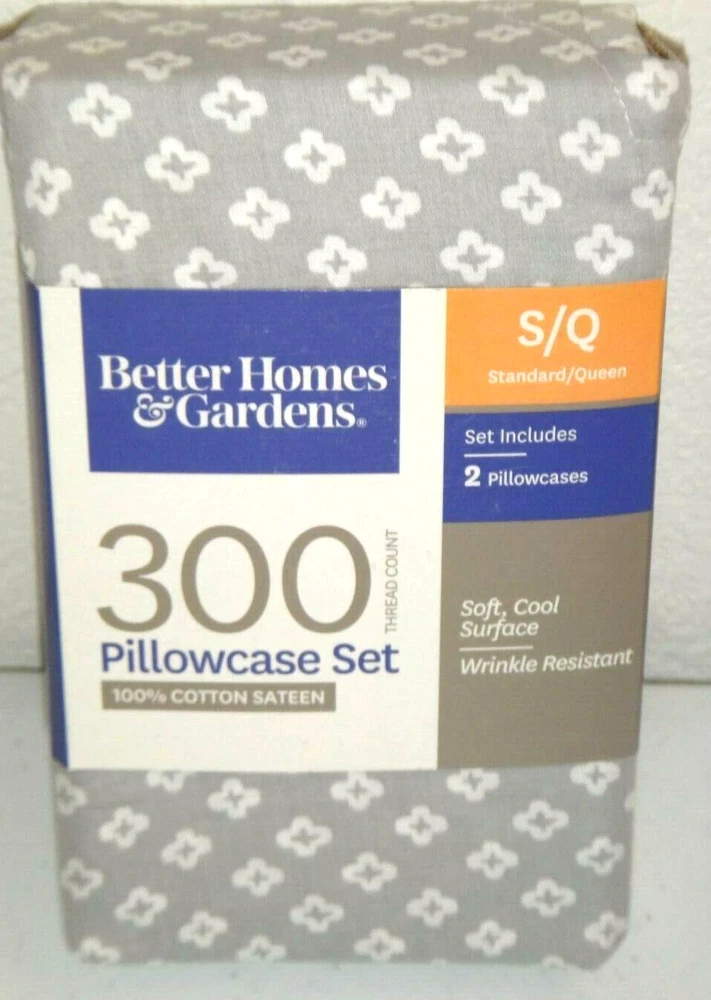 Better Homes
& Gardens®
300
THREAD COUNT
Pillowcase Set
100% COTTON SATEEN
S/Q
Standard/Queen
Set Includes
2 Pillowcases
Soft, Cool
Surface
Wrinkle Resistant